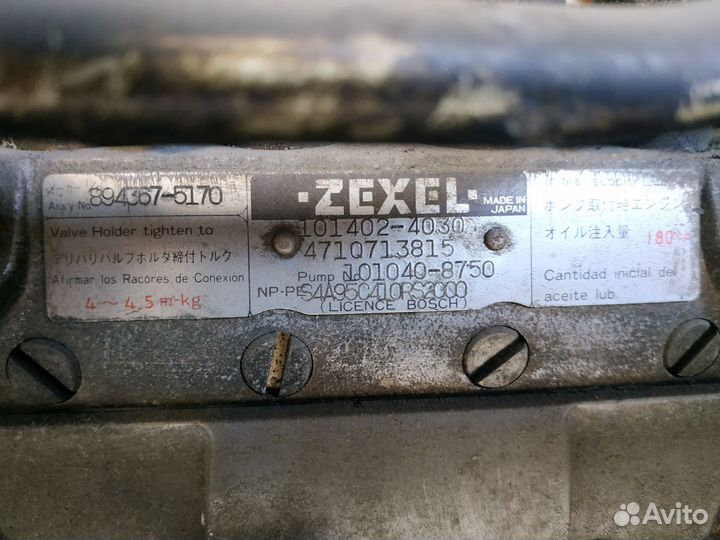 メーカー
Assy No. 894367-5170
Valve Holder tighten to
デリバリバルブホルダ締付トルク
Afirmar los Racores de Conexion
4 ~ 4.5 m-kg
ZEXEL
MADE IN
JAPAN
101402-4030
471Q713815
Pump 101040-8750
NP-PES4A95C410RS2000
(LICENCE BOSCH)
ポンプ取付時エンジン
オイル注入量 180cc
Cantidad inicial del
aceite lub.
Avito